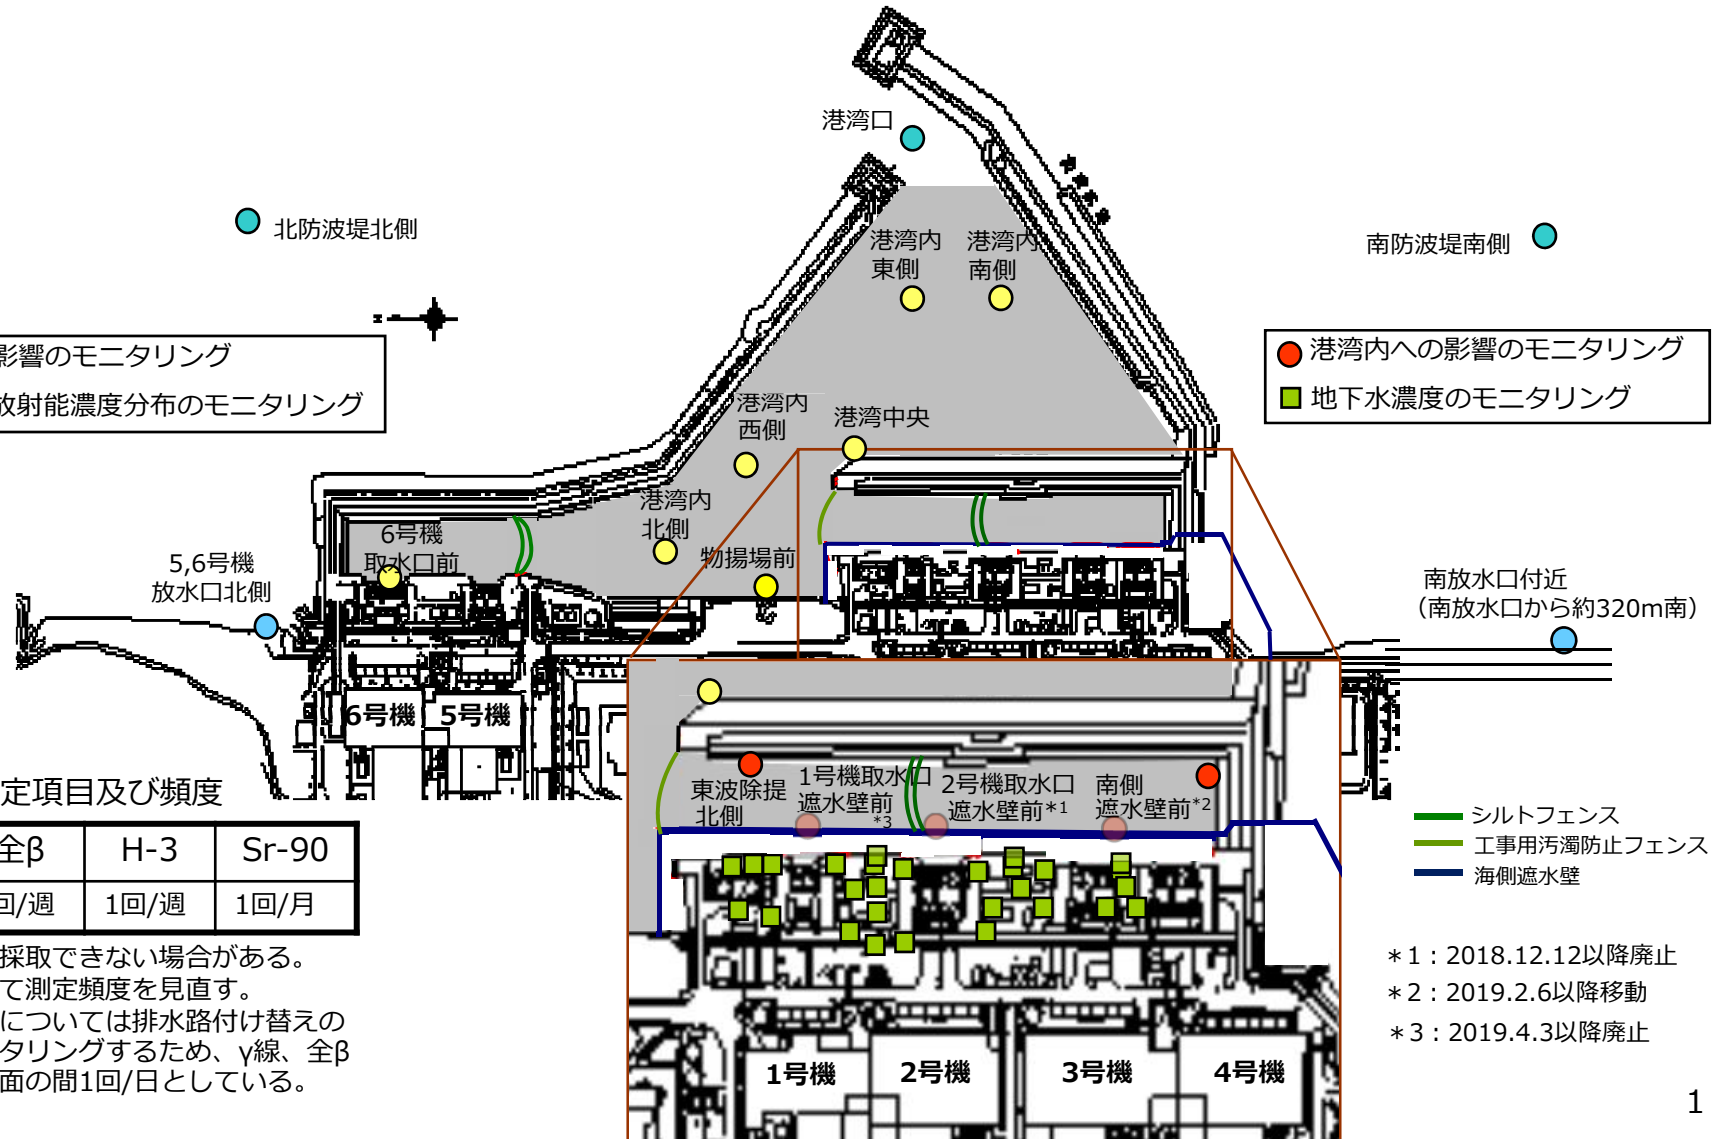 港湾口
北防波堤北側
港湾内
東側
港湾内
南側
南防波堤南側
影響のモニタリング
放射能濃度分布のモニタリング
港湾内への影響のモニタリング
地下水濃度のモニタリング
港湾内
西側
港湾中央
港湾内
北側
6号機
取水口前
物揚場前
5,6号機
放水口北側
南放水口付近
（南放水口から約320m南）
6号機
5号機
定項目及び頻度
全β
H-3
Sr-90
回/週
1回/週
1回/月
東波除堤
北側
1号機取水口
遮水壁前
*3
2号機取水口
遮水壁前*1
南側
遮水壁前*2
シルトフェンス
工事用汚濁防止フェンス
海側遮水壁
採取できない場合がある。
て測定頻度を見直す。
については排水路付け替えの
タリングするため、γ線、全β
面の間1回/日としている。
＊1：2018.12.12以降廃止
＊2：2019.2.6以降移動
＊3：2019.4.3以降廃止
1号機
2号機
3号機
4号機
1